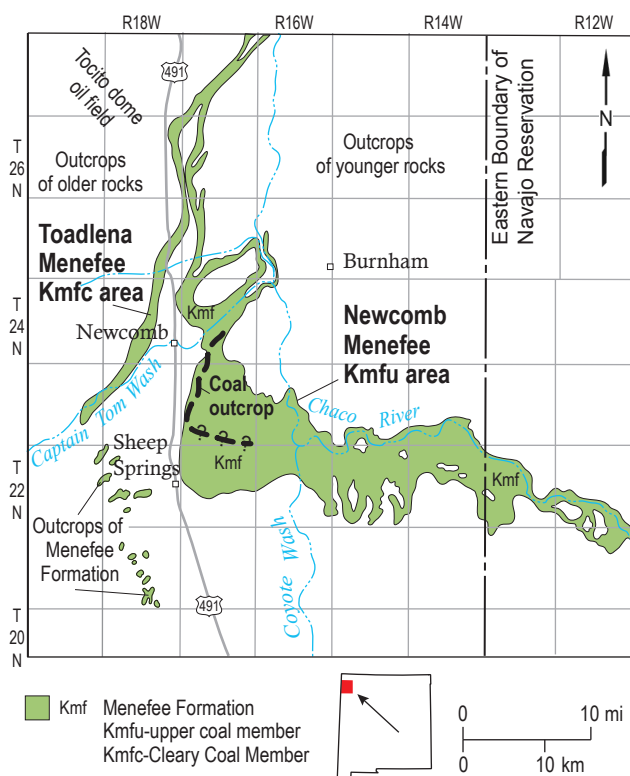 R18W
R16W
R14W
R12W
491
Tocito dome
oil field
T
26
N
Outcrops
of older rocks
Outcrops
of younger rocks
Eastern Boundary of
Navajo Reservation
N
Toadlena
Menefee
Kmfc area
Burnham
Kmf
T
24
N
Newcomb
Newcomb
Menefee
Kmfu area
Coal
outcrop
Captain Tom Wash
Chaco River
Sheep
Springs
Kmf
Kmf
T
22
N
Outcrops of
Menefee
Formation
Coyote Wash
491
T
20
N
Kmf Menefee Formation
Kmfu-upper coal member
Kmfc-Cleary Coal Member
0 10 mi
0 10 km